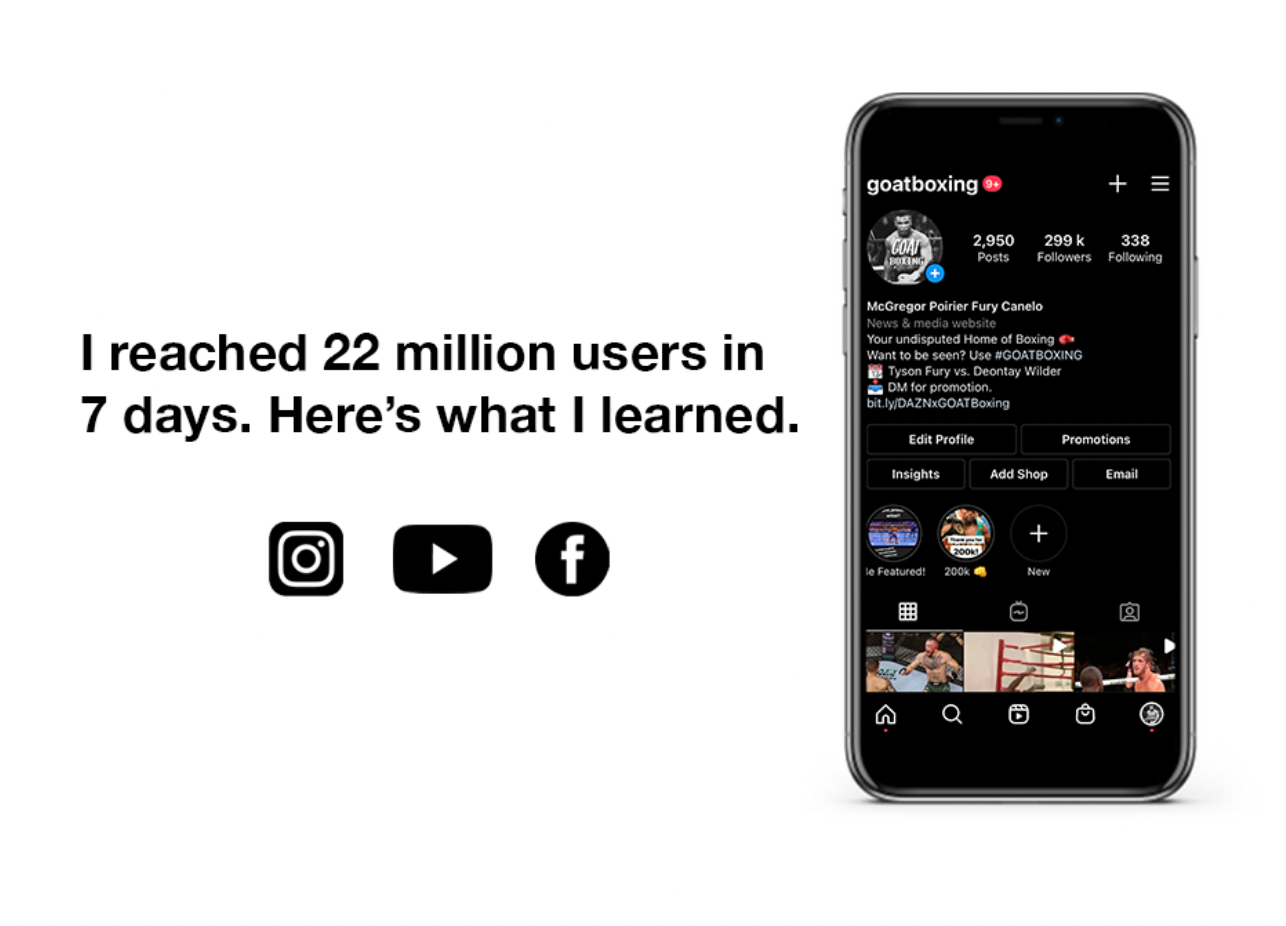 I reached 22 million users in
7 days. Here's what I learned.
goatboxing 9+
GOAT
BOXING
2,950 299 k 338
Posts Followers Following
McGregor Poirier Fury Canelo
News & media website
Your undisputed Home of Boxing 🥊
Want to be seen? Use #GOATBOXING
📆 Tyson Fury vs. Deontay Wilder
📥 DM for promotion.
bit.ly/DAZNxGOATBoxing
Edit Profile Promotions
Insights Add Shop Email
Thank you for
200k!
e Featured! 200k 👊 New